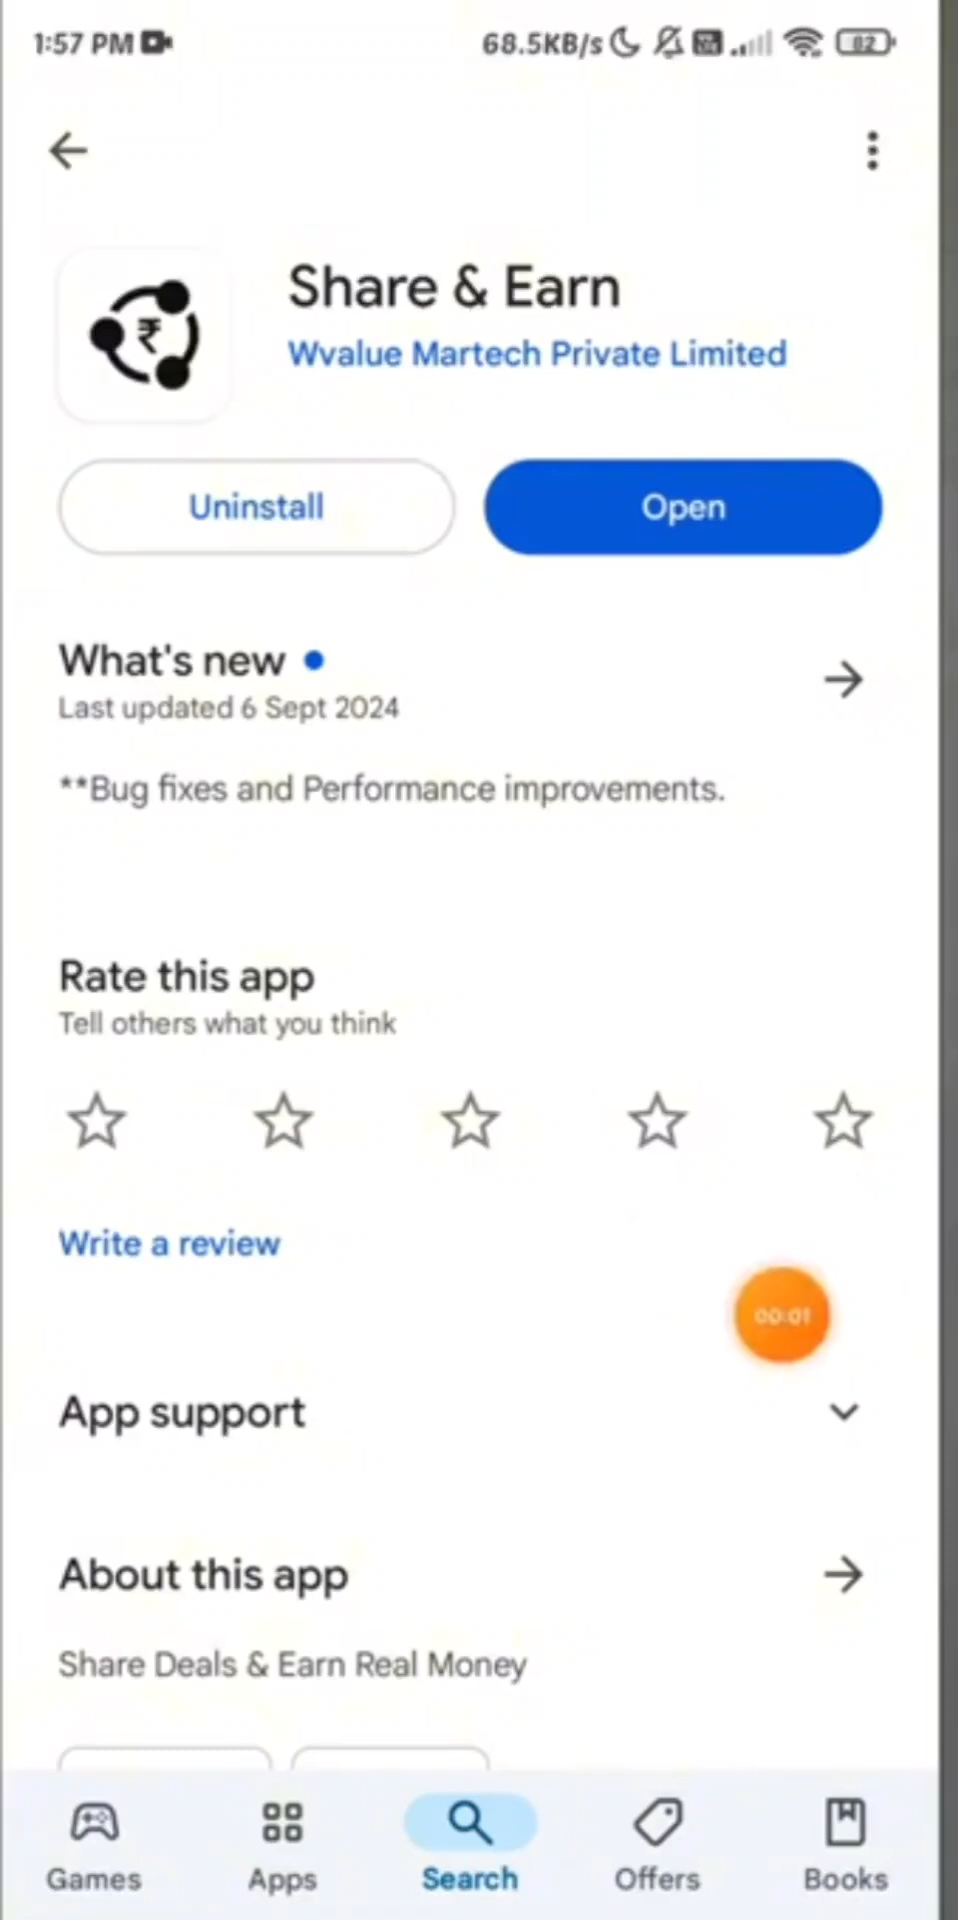 1:57 PM 68.5KB/s 82
Share & Earn
₹
Wvalue Martech Private Limited
Uninstall Open
What's new
Last updated 6 Sept 2024
**Bug fixes and Performance improvements.
Rate this app
Tell others what you think
Write a review
00:01
App support
About this app
Share Deals & Earn Real Money
Games Apps Search Offers Books